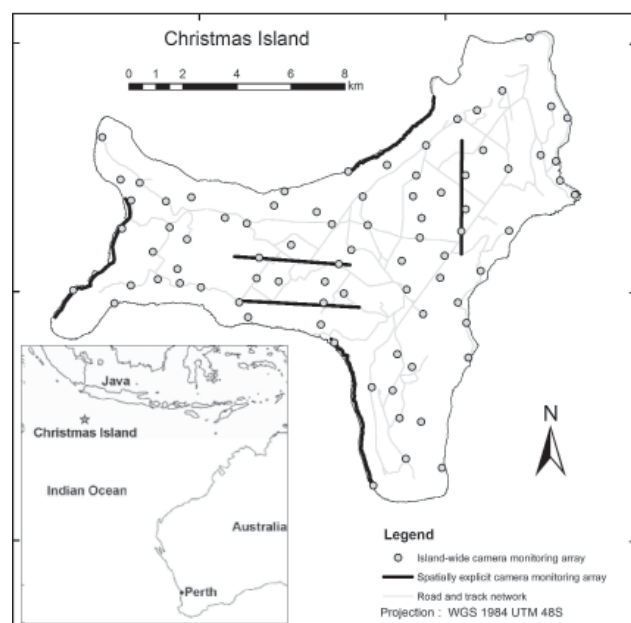 Christmas Island
0 2 4 6 8
km
Java
Christmas Island
Indian Ocean
Australia
Perth
N
Legend
Island-wide camera monitoring array
Spatially explicit camera monitoring array
Road and track network
Projection : WGS 1984 UTM 48S